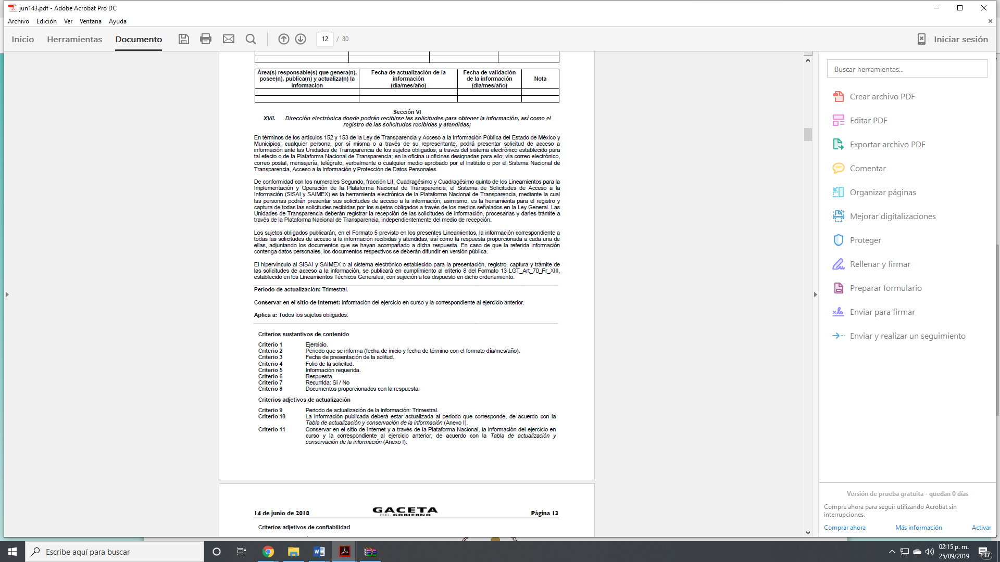 jun143.pdf - Adobe Acrobat Pro DC
Archivo Edición Ver Ventana Ayuda
Inicio Herramientas Documento 12 / 80 Iniciar sesión
Área(s) responsable(s) que genera(n), posee(n), publica(n) y actualiza(n) la información
Fecha de actualización de la información (día/mes/año)
Fecha de validación de la información (día/mes/año)
Nota
Sección VI
XVII. Dirección electrónica donde podrán recibirse las solicitudes para obtener la información, así como el
registro de las solicitudes recibidas y atendidas;
En términos de los artículos 152 y 153 de la Ley de Transparencia y Acceso a la Información Pública del Estado de México y
Municipios; cualquier persona, por sí misma o a través de su representante, podrá presentar solicitud de acceso a
información ante las Unidades de Transparencia de los sujetos obligados; a través del sistema electrónico establecido para
tal efecto o de la Plataforma Nacional de Transparencia; en la oficina u oficinas designadas para ello; vía correo electrónico,
correo postal, mensajería, telégrafo, verbalmente o cualquier medio aprobado por el Instituto o por el Sistema Nacional de
Transparencia, Acceso a la Información y Protección de Datos Personales.
De conformidad con los numerales Segundo, fracción LII, Cuadragésimo y Cuadragésimo quinto de los Lineamientos para la
Implementación y Operación de la Plataforma Nacional de Transparencia; el Sistema de Solicitudes de Acceso a la
Información (SISAI y SAIMEX) es la herramienta electrónica de la Plataforma Nacional de Transparencia, mediante la cual
las personas podrán presentar sus solicitudes de acceso a la información; asimismo, es la herramienta para el registro y
captura de todas las solicitudes recibidas por los sujetos obligados a través de los medios señalados en la Ley General. Las
Unidades de Transparencia deberán registrar la recepción de las solicitudes de información, procesarlas y darles trámite a
través de la Plataforma Nacional de Transparencia, independientemente del medio de recepción.
Los sujetos obligados publicarán, en el Formato 5 previsto en los presentes Lineamientos, la información correspondiente a
todas las solicitudes de acceso a la información recibidas y atendidas, así como la respuesta proporcionada a cada una de
ellas, adjuntando los documentos que se hayan acompañado a dicha respuesta. En caso de que la referida información
contenga datos personales, los documentos respectivos se deberán difundir en versión pública.
El hipervínculo al SISAI y SAIMEX o al sistema electrónico establecido para la presentación, registro, captura y trámite de
las solicitudes de acceso a la información, se publicará en cumplimiento al criterio 8 del Formato 13 LGT_Art_70_Fr_XIII,
establecido en los Lineamientos Técnicos Generales, con sujeción a los dispuesto en dicho ordenamiento.
Periodo de actualización: Trimestral.
Conservar en el sitio de Internet: Información del ejercicio en curso y la correspondiente al ejercicio anterior.
Aplica a: Todos los sujetos obligados.
Criterios sustantivos de contenido
Criterio 1 Ejercicio.
Criterio 2 Periodo que se informa (fecha de inicio y fecha de término con el formato día/mes/año).
Criterio 3 Fecha de presentación de la solitud.
Criterio 4 Folio de la solicitud.
Criterio 5 Información requerida.
Criterio 6 Respuesta.
Criterio 7 Recurrida: Sí / No
Criterio 8 Documentos proporcionados con la respuesta.
Criterios adjetivos de actualización
Criterio 9 Periodo de actualización de la información: Trimestral.
Criterio 10 La información publicada deberá estar actualizada al periodo que corresponde, de acuerdo con la
Tabla de actualización y conservación de la información (Anexo I).
Criterio 11 Conservar en el sitio de Internet y a través de la Plataforma Nacional, la información del ejercicio en
curso y la correspondiente al ejercicio anterior, de acuerdo con la Tabla de actualización y
conservación de la información (Anexo I).
14 de junio de 2018 GACETA DEL GOBIERNO Página 13
Criterios adjetivos de confiabilidad
Buscar herramientas...
Crear archivo PDF
Editar PDF
Exportar archivo PDF
Comentar
Organizar páginas
Mejorar digitalizaciones
Proteger
Rellenar y firmar
Preparar formulario
Enviar para firmar
Enviar y realizar un seguimiento
Versión de prueba gratuita - quedan 0 días
Compre ahora para seguir utilizando Acrobat sin
interrupciones.
Comprar ahora Más información Activar
Escribe aquí para buscar
02:15 p. m.
25/09/2019
37